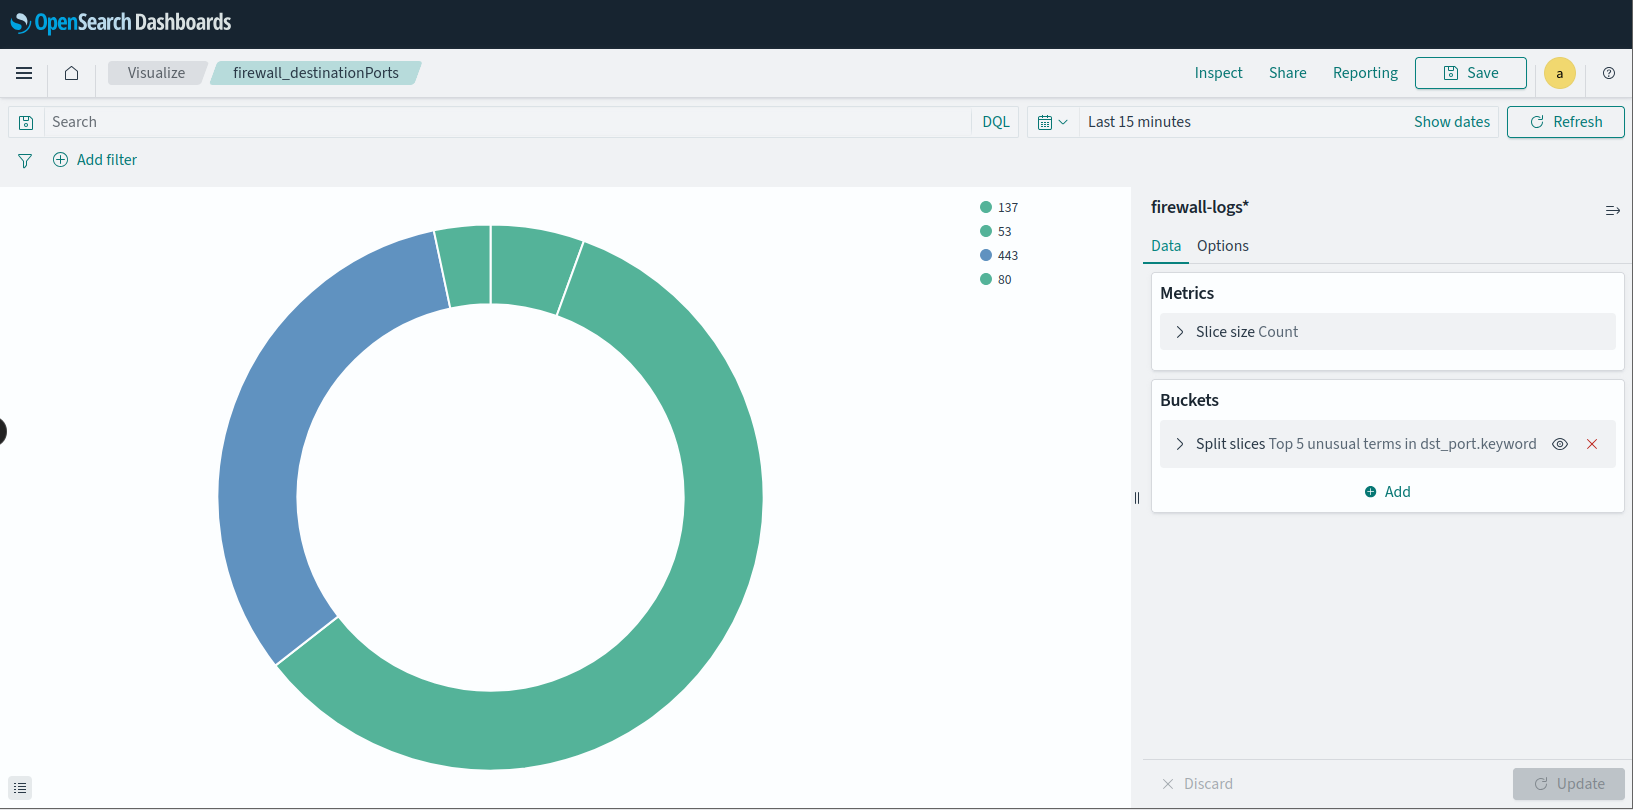 OpenSearch Dashboards
Visualize
firewall_destinationPorts
Inspect
Share
Reporting
Save
a
Search
DQL
Last 15 minutes
Show dates
Refresh
Add filter
137
53
443
80
firewall-logs*
Data
Options
Metrics
Slice size Count
Buckets
Split slices Top 5 unusual terms in dst_port.keyword
Add
Discard
Update